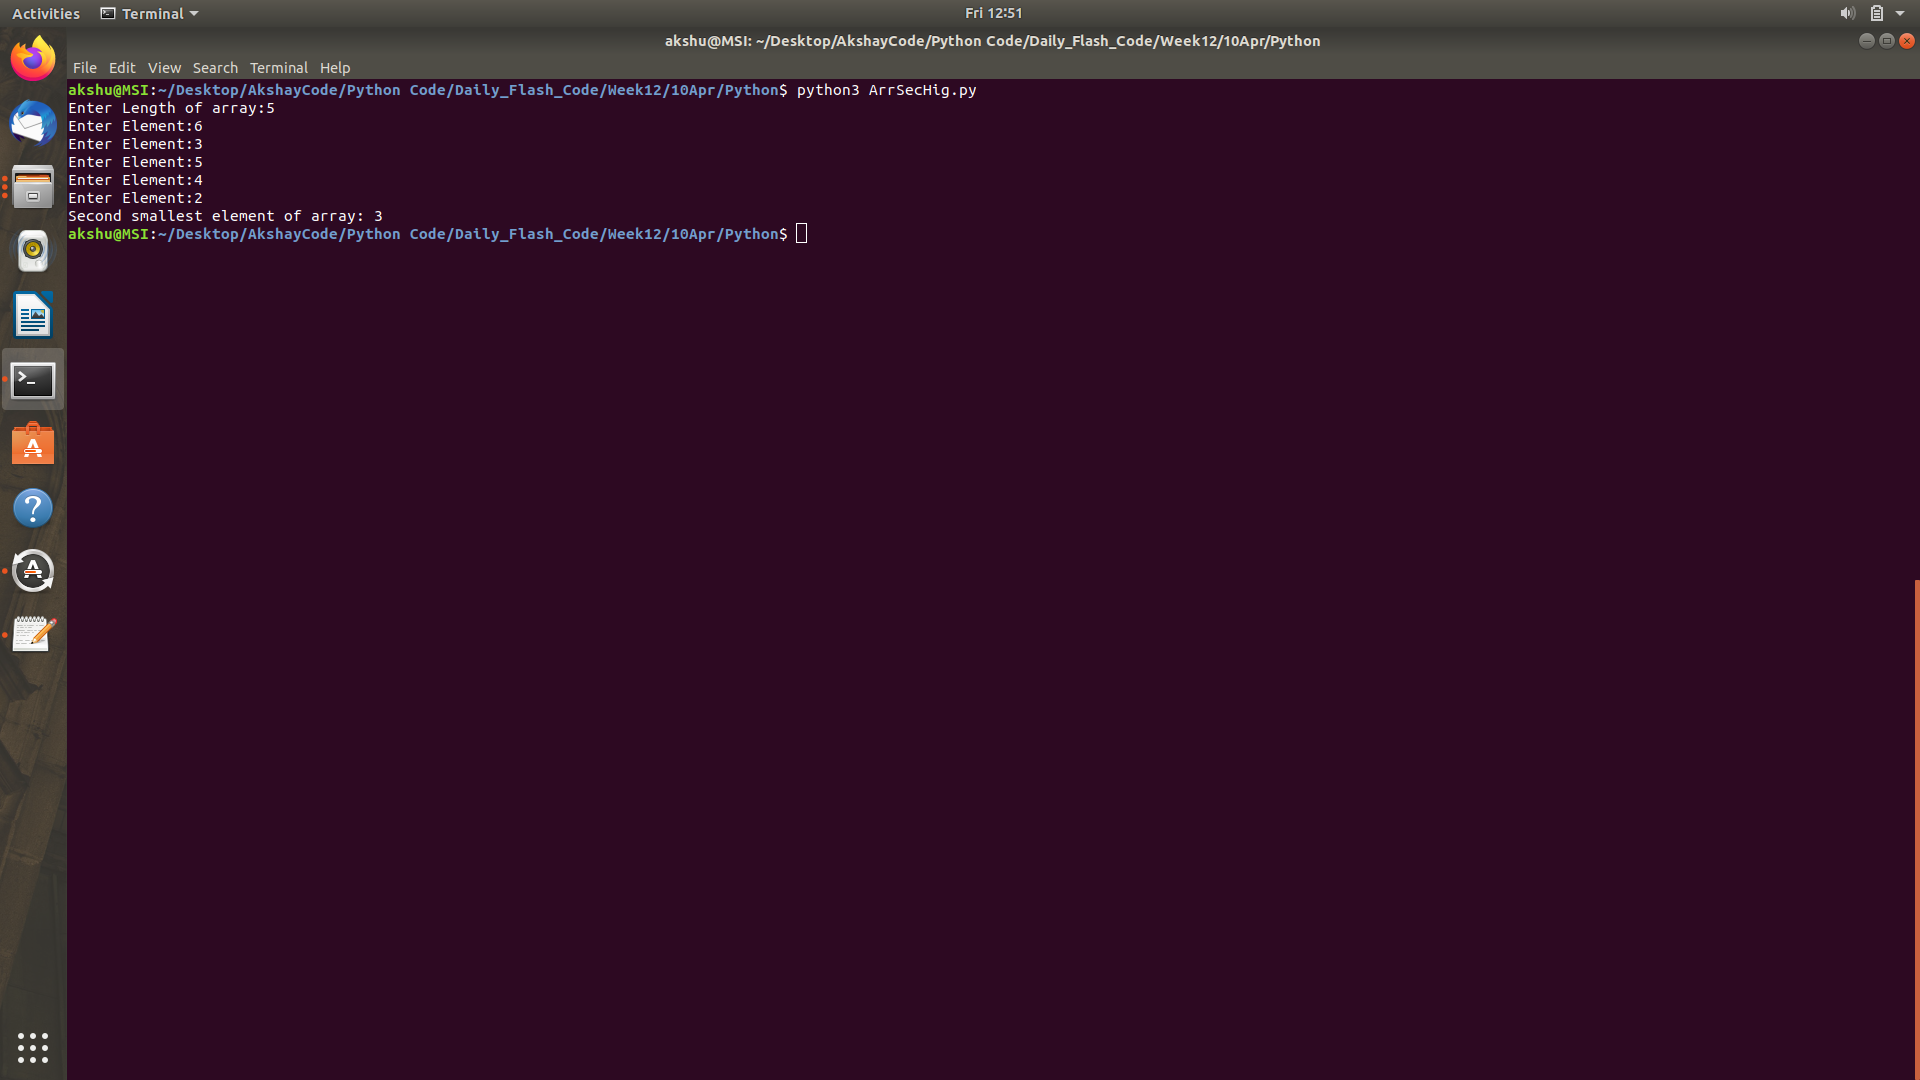 Activities Terminal Fri 12:51
akshu@MSI: ~/Desktop/AkshayCode/Python Code/Daily_Flash_Code/Week12/10Apr/Python
File Edit View Search Terminal Help
akshu@MSI:~/Desktop/AkshayCode/Python Code/Daily_Flash_Code/Week12/10Apr/Python$ python3 ArrSecHig.py
Enter Length of array:5
Enter Element:6
Enter Element:3
Enter Element:5
Enter Element:4
Enter Element:2
Second smallest element of array: 3
akshu@MSI:~/Desktop/AkshayCode/Python Code/Daily_Flash_Code/Week12/10Apr/Python$